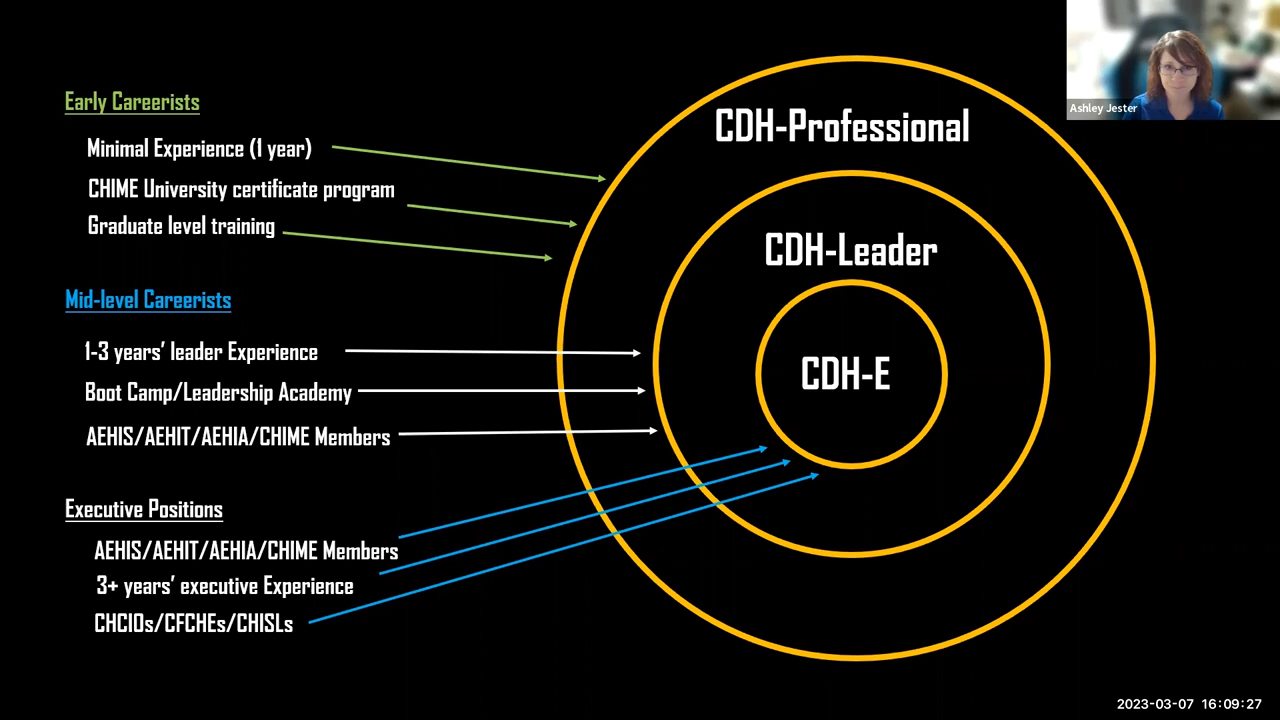 Early Careerists
Minimal Experience (1 year)
CHIME University certificate program
Graduate level training
Mid-level Careerists
1-3 years’ leader Experience
Boot Camp/Leadership Academy
AEHIS/AEHIT/AEHIA/CHIME Members
Executive Positions
AEHIS/AEHIT/AEHIA/CHIME Members
3+ years’ executive Experience
CHCIOs/CFCHEs/CHISLs
CDH-Professional
CDH-Leader
CDH-E
Ashley Jester
2023-03-07 16:09:27